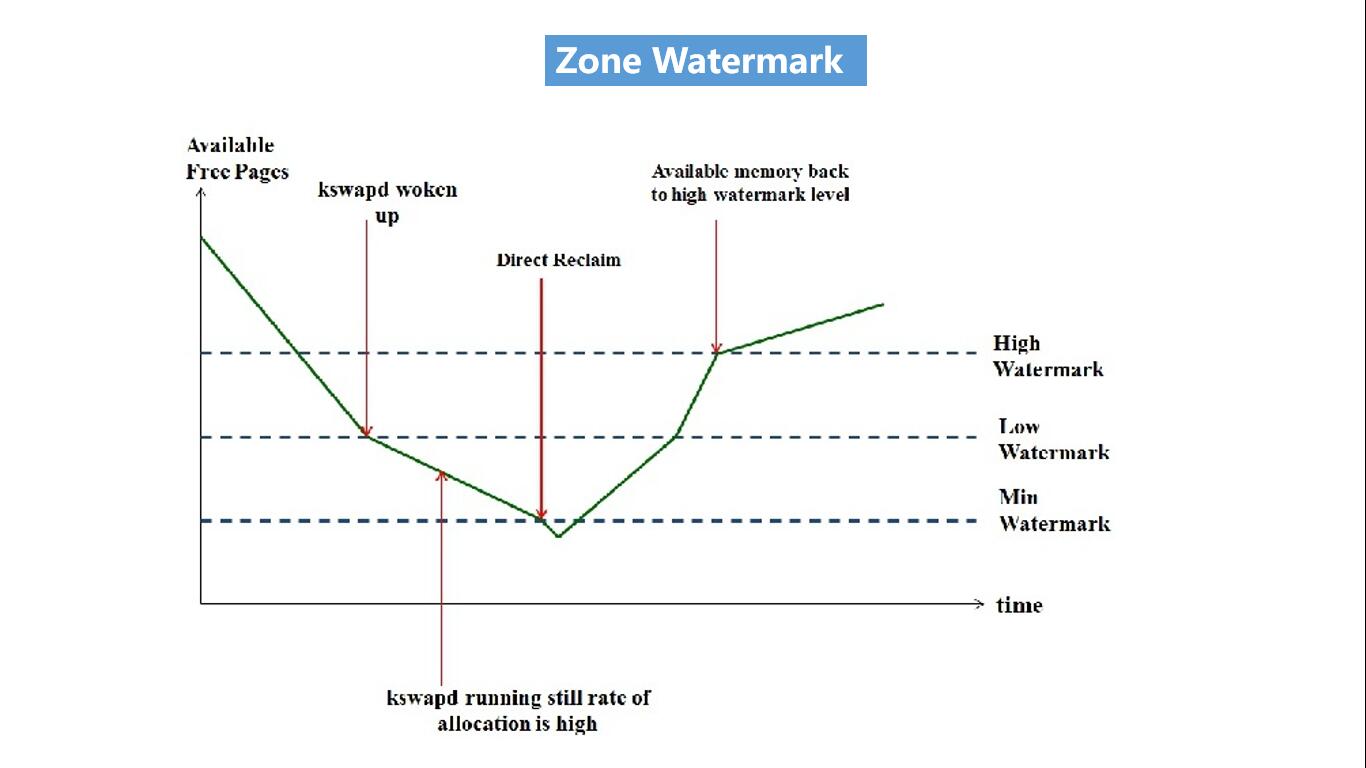 Zone Watermark
Available
Free Pages
kswapd woken
up
Available memory back
to high watermark level
Direct Reclaim
High
Watermark
Low
Watermark
Min
Watermark
time
kswapd running still rate of
allocation is high